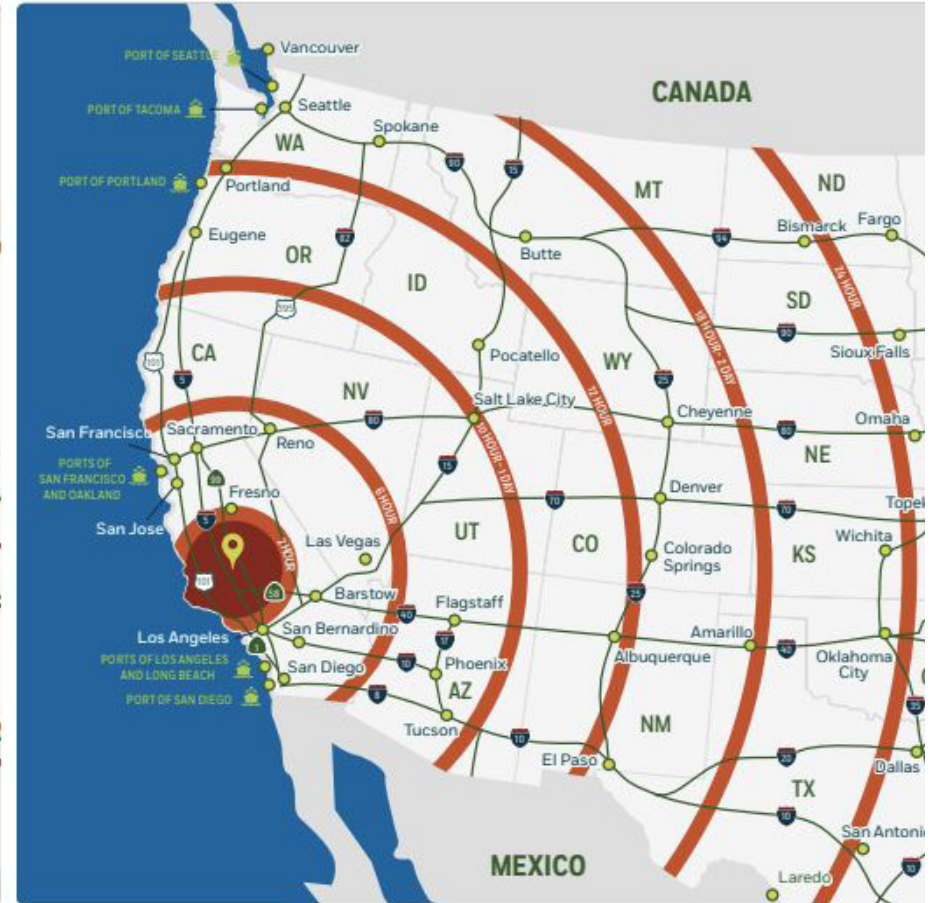 Vancouver
PORT OF SEATTLE
CANADA
PORT OF TACOMA
Seattle
WA
Spokane
90
15
MT
ND
PORT OF PORTLAND
Portland
Eugene
OR
82
ID
Butte
94
Bismarck
Fargo
24 HOUR
SD
395
101
CA
5
NV
Pocatello
WY
18 HOUR- 2 DAY
90
Sioux Falls
25
12 HOUR
Salt Lake City
Cheyenne
80
80
Omaha
San Francisco
Sacramento
Reno
10 HOUR- 1 DAY
15
NE
PORTS OF
SAN FRANCISCO
AND OAKLAND
99
Fresno
6 HOUR
70
Denver
70
San Jose
5
Las Vegas
2 HOUR
UT
CO
Colorado
Springs
KS
Wichita
101
58
Barstow
40
Flagstaff
25
Los Angeles
1
San Bernardino
17
Albuquerque
Amarillo
40
Oklahoma
City
PORTS OF LOS ANGELES
AND LONG BEACH
San Diego
10
Phoenix
PORT OF SAN DIEGO
8
AZ
Tucson
10
NM
35
El Paso
20
Dallas
TX
10
MEXICO
San Antoni
10
Laredo